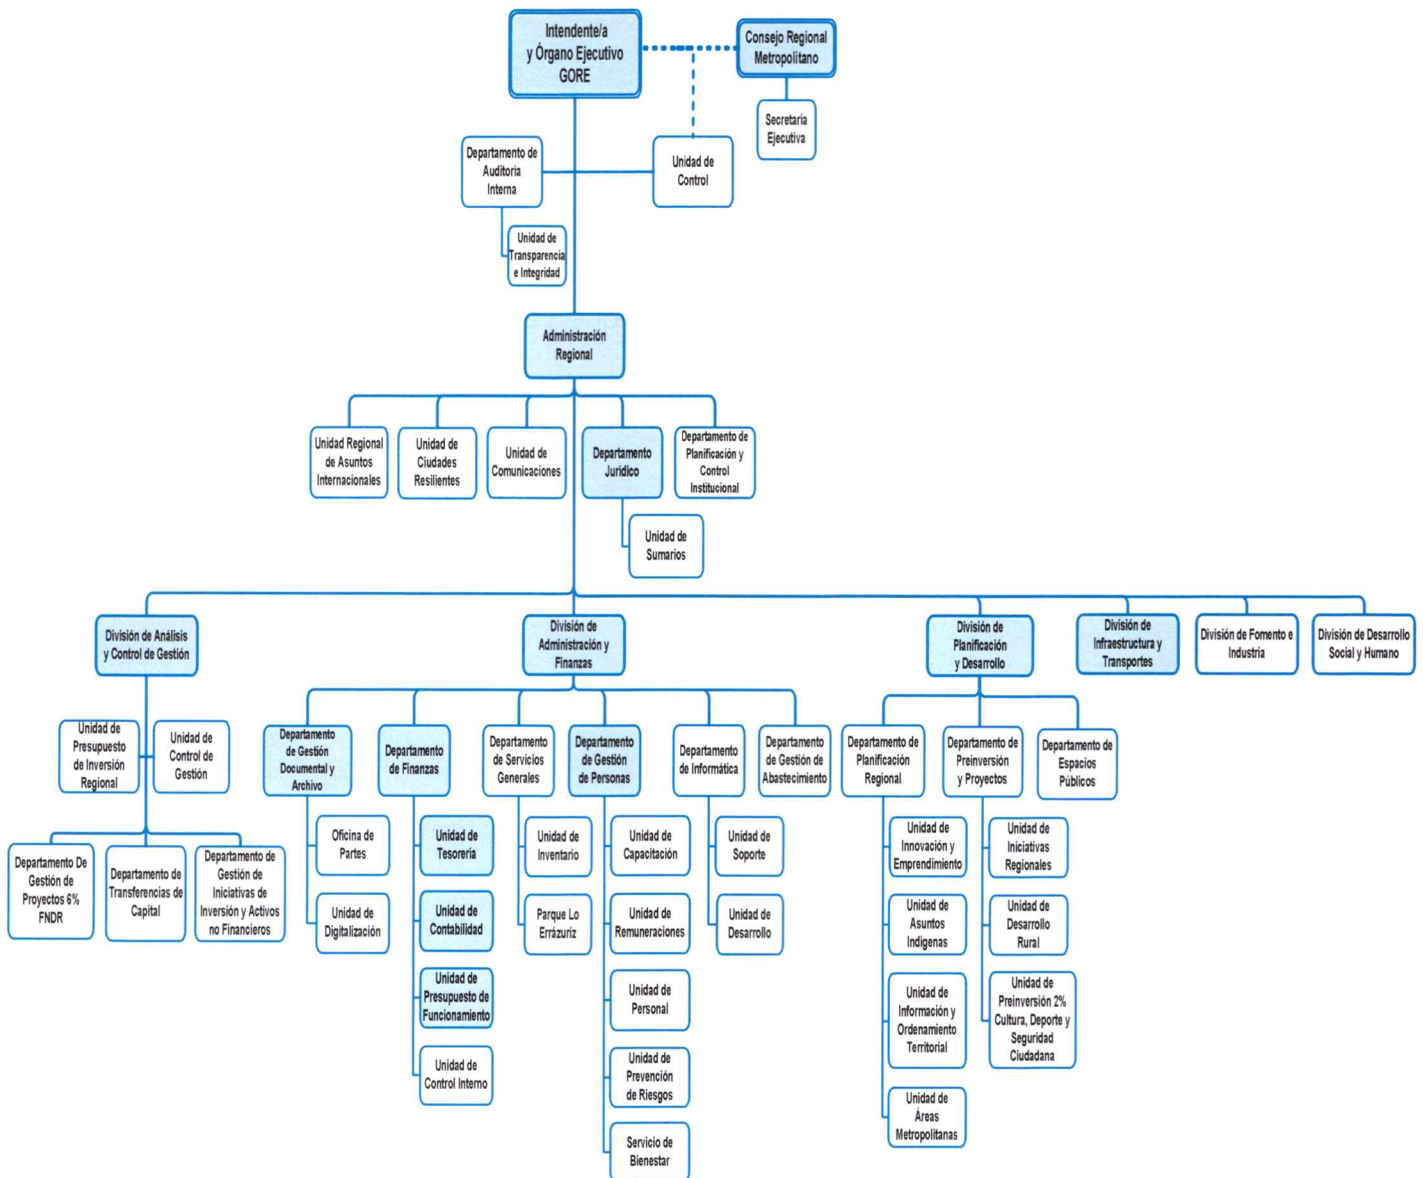 Intendente/a
y Órgano Ejecutivo
GORE
Consejo Regional
Metropolitano
Secretaría
Ejecutiva
Departamento de
Auditoría
Interna
Unidad de
Control
Unidad de
Transparencia
e Integridad
Administración
Regional
Unidad Regional
de Asuntos
Internacionales
Unidad de
Ciudades
Resilientes
Unidad de
Comunicaciones
Departamento
Jurídico
Departamento de
Planificación y
Control
Institucional
Unidad de
Sumarios
División de Análisis
y Control de Gestión
División de
Administración y
Finanzas
División de
Planificación
y Desarrollo
División de
Infraestructura y
Transportes
División de Fomento e
Industria
División de Desarrollo
Social y Humano
Unidad de
Presupuesto
de Inversión
Regional
Unidad de
Control de
Gestión
Departamento
de Gestión
Documental y
Archivo
Departamento
de Finanzas
Departamento
de Servicios
Generales
Departamento
de Gestión
de Personas
Departamento
de Informática
Departamento
de Gestión de
Abastecimiento
Departamento de
Planificación
Regional
Departamento de
Preinversión
y Proyectos
Departamento de
Espacios
Públicos
Departamento De
Gestión de
Proyectos 6%
FNDR
Departamento de
Transferencias de
Capital
Departamento de
Gestión de
Iniciativas de
Inversión y Activos
no Financieros
Oficina de
Partes
Unidad de
Tesorería
Unidad de
Inventario
Unidad de
Capacitación
Unidad de
Soporte
Unidad de
Innovación y
Emprendimiento
Unidad de
Iniciativas
Regionales
Unidad de
Digitalización
Unidad de
Contabilidad
Parque Lo
Errázuriz
Unidad de
Remuneraciones
Unidad de
Desarrollo
Unidad de
Asuntos
Indígenas
Unidad de
Desarrollo
Rural
Unidad de
Presupuesto de
Funcionamiento
Unidad de
Personal
Unidad de
Información y
Ordenamiento
Territorial
Unidad de
Preinversión 2%
Cultura, Deporte y
Seguridad
Ciudadana
Unidad de
Control Interno
Unidad de
Prevención
de Riesgos
Unidad de
Áreas
Metropolitanas
Servicio de
Bienestar